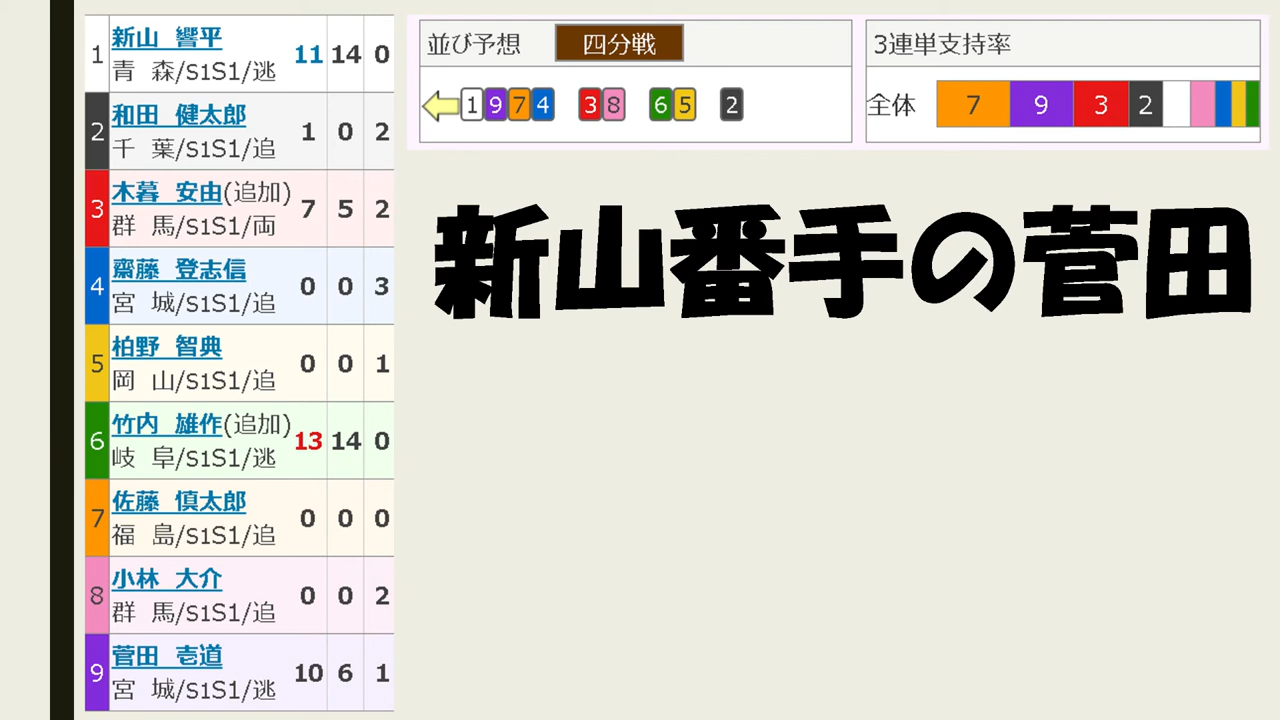 1 新山 響平 11 14 0
青 森/S1S1/逃
2 和田 健太郎 1 0 2
千 葉/S1S1/追
3 木暮 安由(追加) 7 5 2
群 馬/S1S1/両
4 齋藤 登志信 0 0 3
宮 城/S1S1/追
5 柏野 智典 0 0 1
岡 山/S1S1/追
6 竹内 雄作(追加) 13 14 0
岐 阜/S1S1/逃
7 佐藤 慎太郎 0 0 0
福 島/S1S1/追
8 小林 大介 0 0 2
群 馬/S1S1/追
9 菅田 壱道 10 6 1
宮 城/S1S1/逃
並び予想 四分戦
1 9 7 4 3 8 6 5 2
3連単支持率
全体 7 9 3 2
新山番手の菅田